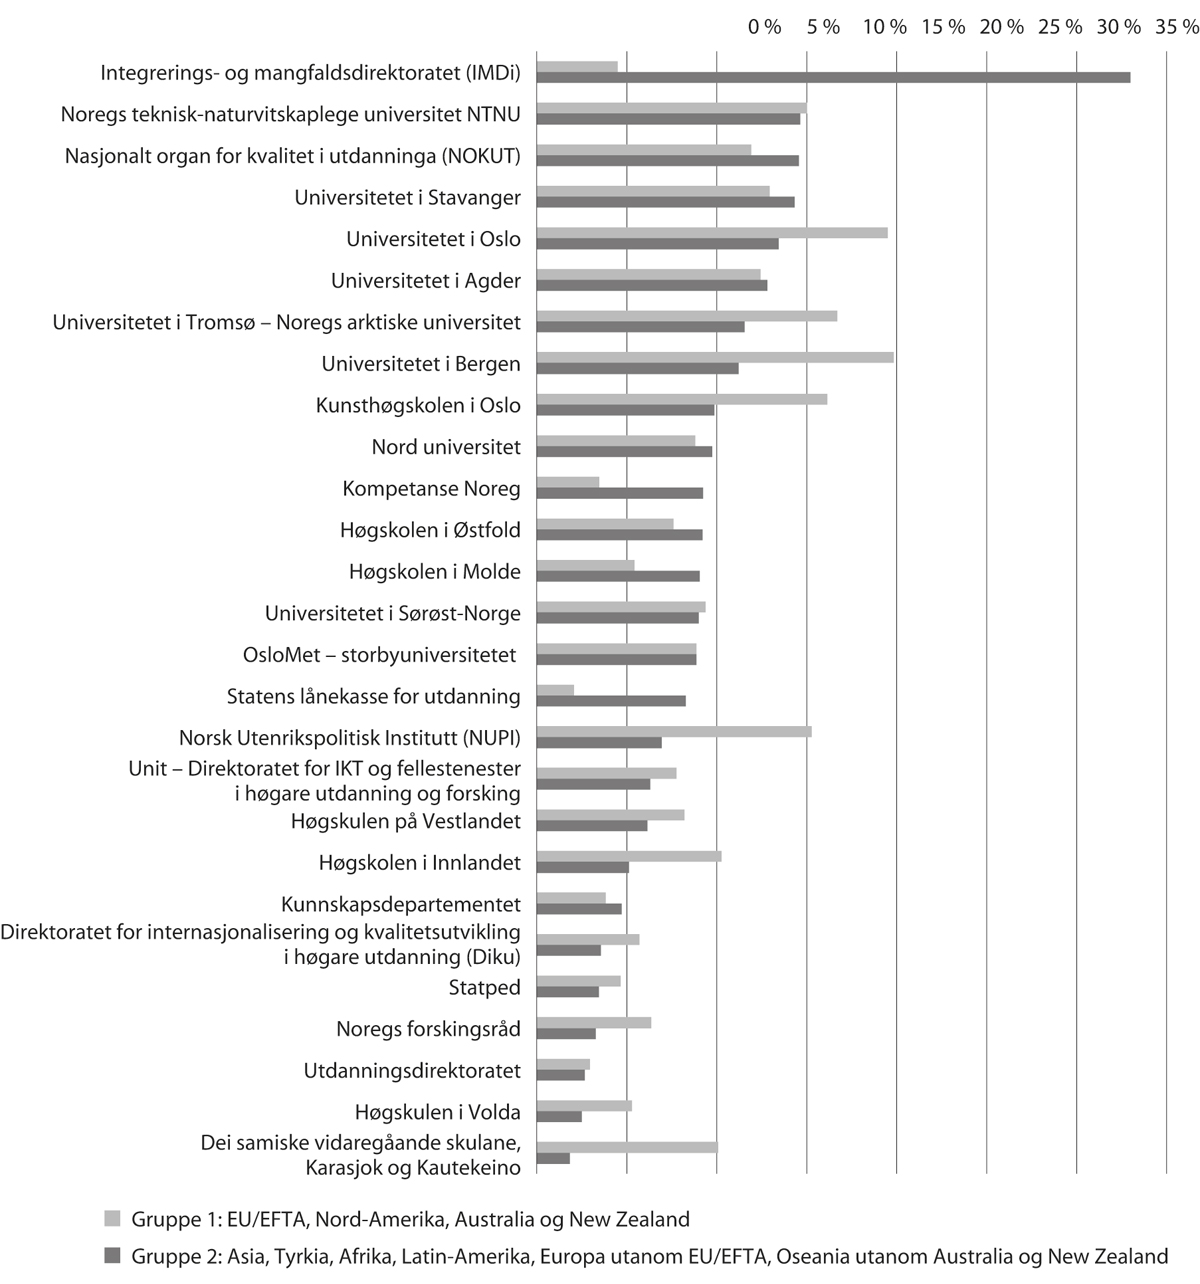 0 % 5 % 10 % 15 % 20 % 25 % 30 % 35 %
Integrerings- og mangfaldsdirektoratet (IMDi)
Noregs teknisk-naturvitskaplege universitet NTNU
Nasjonalt organ for kvalitet i utdanninga (NOKUT)
Universitetet i Stavanger
Universitetet i Oslo
Universitetet i Agder
Universitetet i Tromsø – Noregs arktiske universitet
Universitetet i Bergen
Kunsthøgskolen i Oslo
Nord universitet
Kompetanse Noreg
Høgskolen i Østfold
Høgskolen i Molde
Universitetet i Sørøst-Norge
OsloMet – storbyuniversitetet
Statens lånekasse for utdanning
Norsk Utenrikspolitisk Institutt (NUPI)
Unit – Direktoratet for IKT og fellestenester
i høgare utdanning og forsking
Høgskulen på Vestlandet
Høgskolen i Innlandet
Kunnskapsdepartementet
Direktoratet for internasjonalisering og kvalitetsutvikling
i høgare utdanning (Diku)
Statped
Noregs forskingsråd
Utdanningsdirektoratet
Høgskulen i Volda
Dei samiske vidaregåande skulane,
Karasjok og Kautekeino
Gruppe 1: EU/EFTA, Nord-Amerika, Australia og New Zealand
Gruppe 2: Asia, Tyrkia, Afrika, Latin-Amerika, Europa utanom EU/EFTA, Oseania utanom Australia og New Zealand